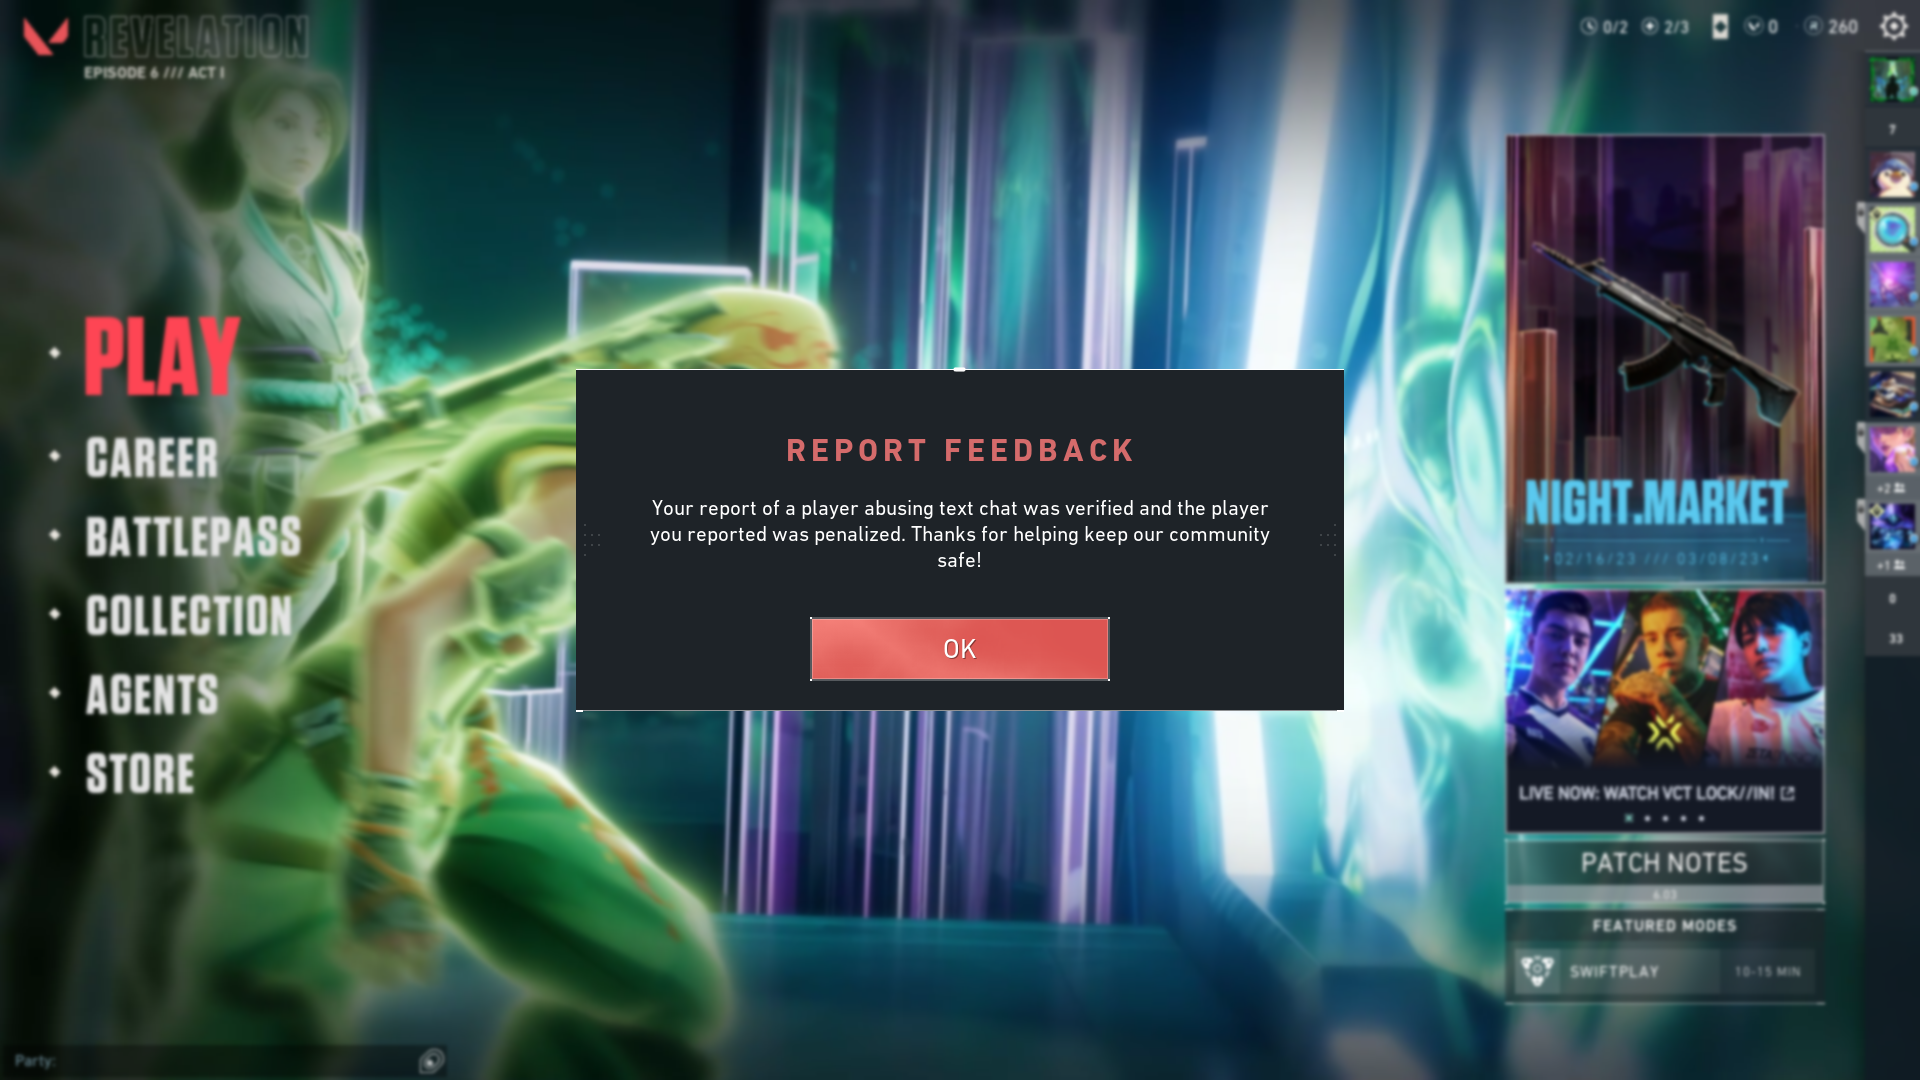 REVELATION
EPISODE 6 /// ACT I
0/2
2/3
0
260
PLAY
CAREER
BATTLEPASS
COLLECTION
AGENTS
STORE
REPORT FEEDBACK
Your report of a player abusing text chat was verified and the player
you reported was penalized. Thanks for helping keep our community
safe!
OK
NIGHT.MARKET
02/16/23 /// 03/08/23
LIVE NOW: WATCH VCT LOCK//IN!
PATCH NOTES
6.03
FEATURED MODES
SWIFTPLAY
10-15 MIN
7
+2
+1
0
33
Party: